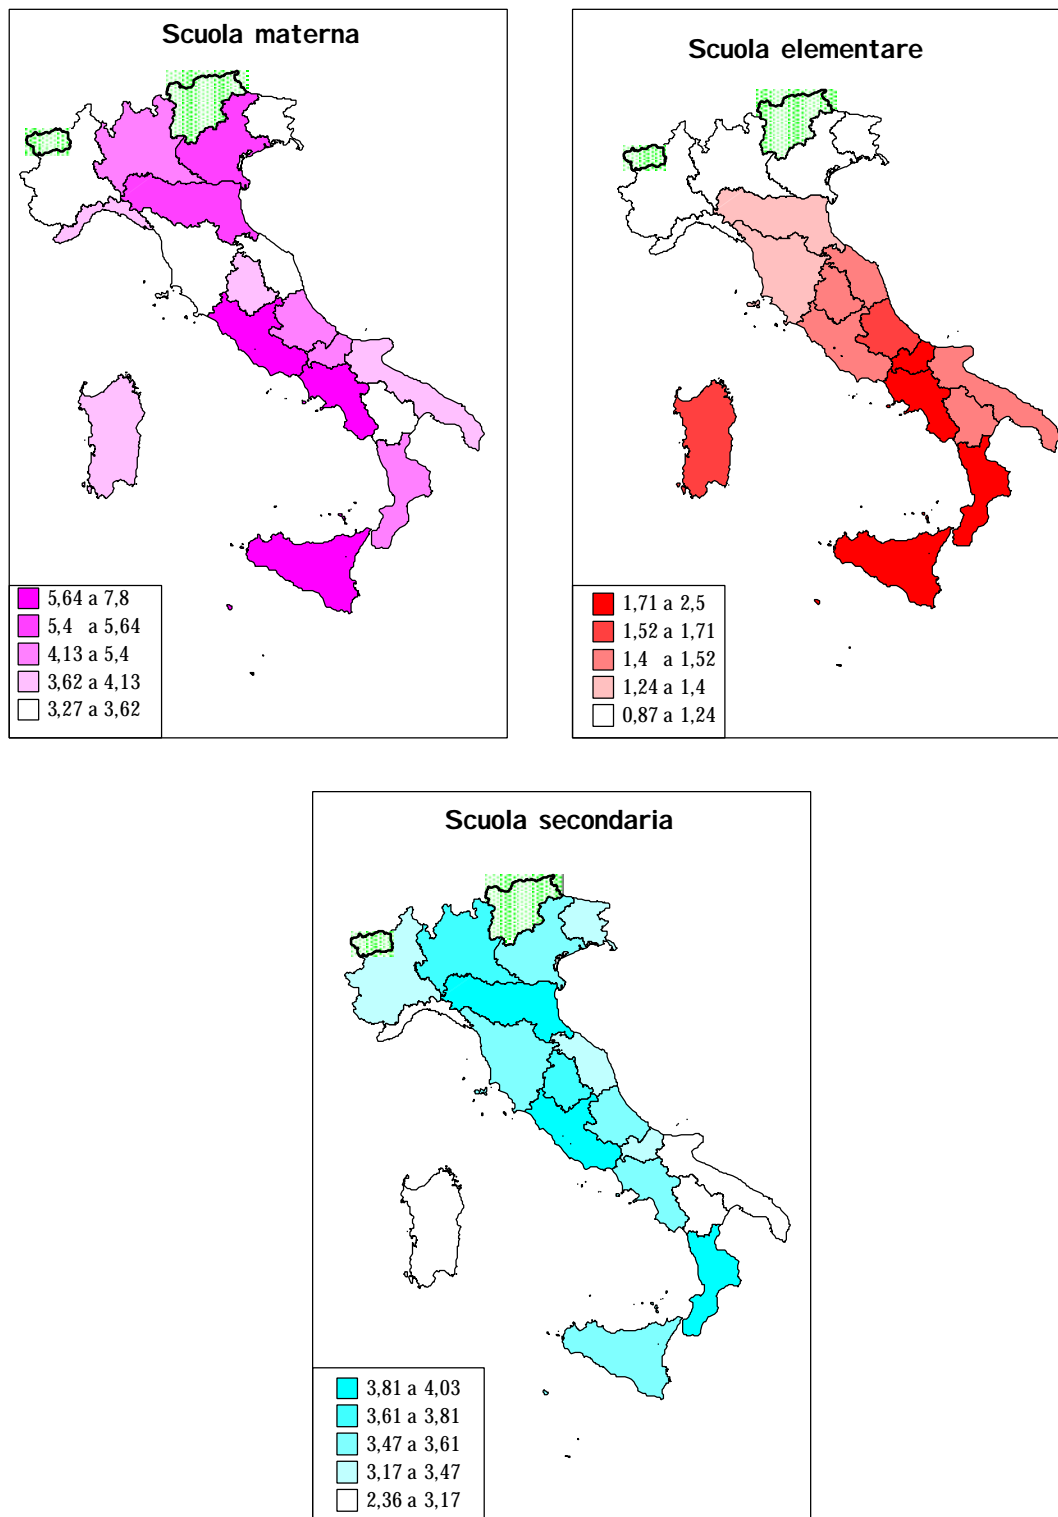 Scuola materna
5,64 a 7,8
5,4 a 5,64
4,13 a 5,4
3,62 a 4,13
3,27 a 3,62
Scuola elementare
1,71 a 2,5
1,52 a 1,71
1,4 a 1,52
1,24 a 1,4
0,87 a 1,24
Scuola secondaria
3,81 a 4,03
3,61 a 3,81
3,47 a 3,61
3,17 a 3,47
2,36 a 3,17